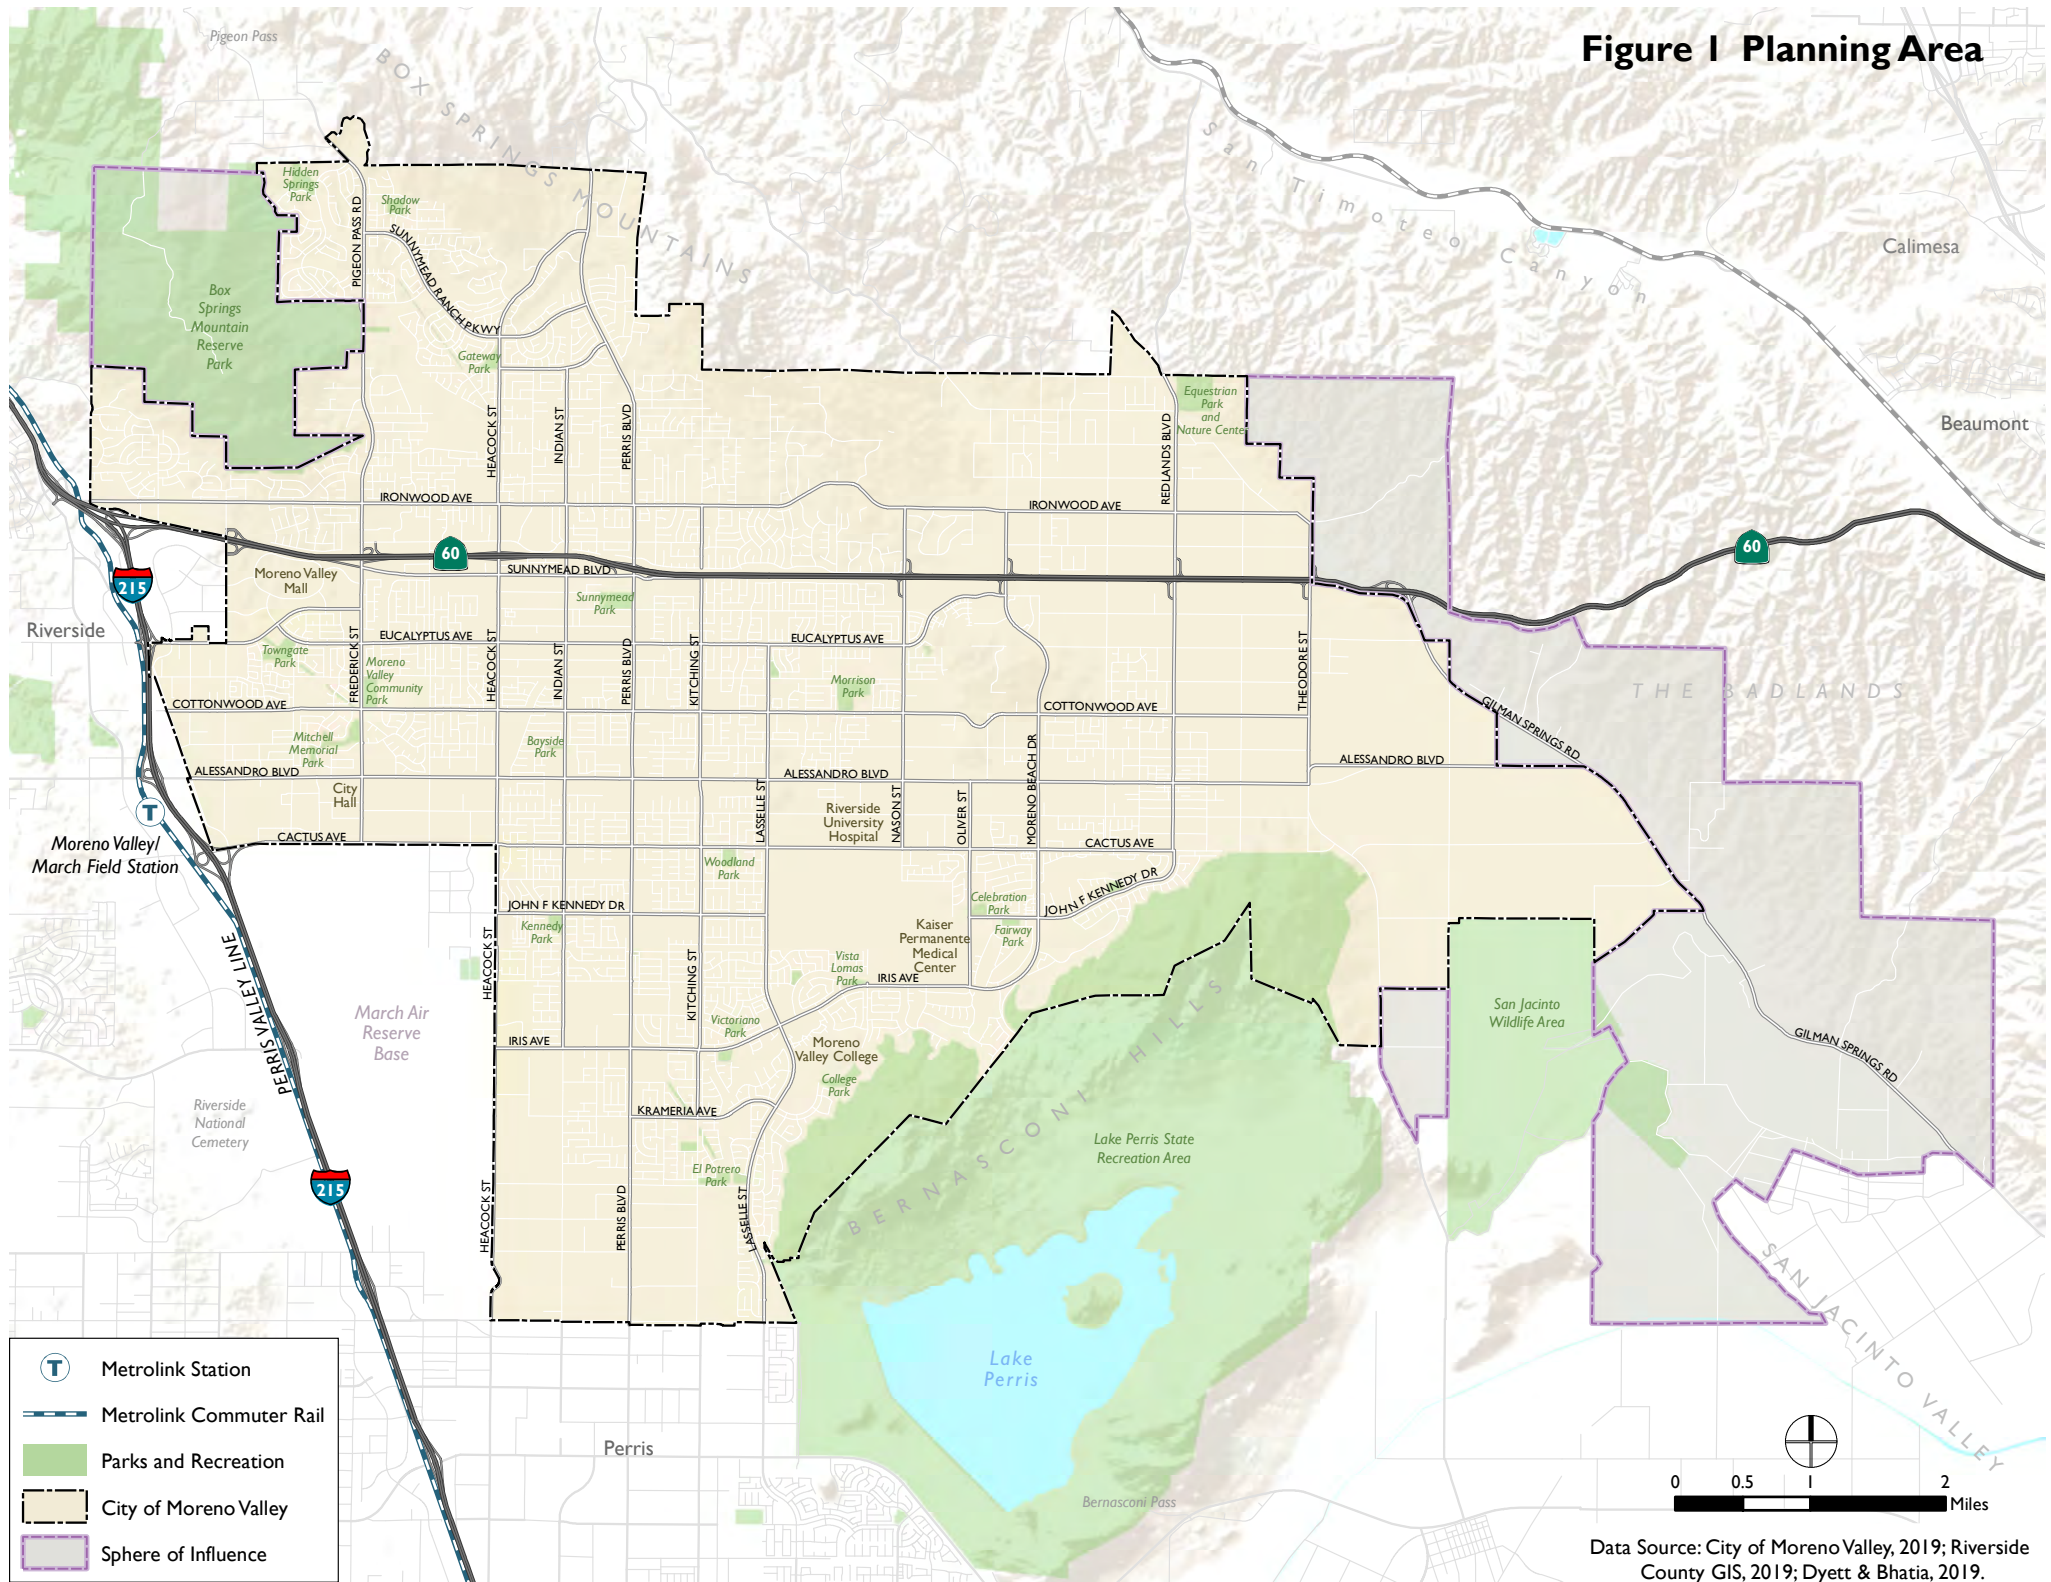 Figure 1 Planning Area
Pigeon Pass
BOX SPRINGS MOUNTAINS
San Timoteo Canyon
Calimesa
Beaumont
Hidden
Springs
Park
Shadow
Park
PIGEON PASS RD
SUNNYMEAD RANCH PKWY
Box
Springs
Mountain
Reserve
Park
Gateway
Park
HEACOCK ST
INDIAN ST
PERRIS BLVD
REDLANDS BLVD
Equestrian
Park
and
Nature Cente
IRONWOOD AVE
IRONWOOD AVE
60
60
215
SUNNYMEAD BLVD
Moreno Valley
Mall
Sunnymead
Park
Riverside
EUCALYPTUS AVE
EUCALYPTUS AVE
Towngate
Park
FREDERICK ST
Moreno
Valley
Community
Park
HEACOCK ST
INDIAN ST
PERRIS BLVD
KITCHING ST
Morrison
Park
THEODORE ST
THE BADLANDS
COTTONWOOD AVE
COTTONWOOD AVE
GILMAN SPRINGS RD
Mitchell
Memorial
Park
Bayside
Park
MORENO BEACH DR
ALESSANDRO BLVD
ALESSANDRO BLVD
ALESSANDRO BLVD
City
Hall
LASSELLE ST
Riverside
University
Hospital
NASON ST
OLIVER ST
T
Moreno Valley/
March Field Station
CACTUS AVE
CACTUS AVE
Woodland
Park
JOHN F KENNEDY DR
JOHN F KENNEDY DR
Celebration
Park
Kennedy
Park
Kaiser
Permanente
Medical
Center
Fairway
Park
PERRIS VALLEY LINE
HEACOCK ST
KITCHING ST
Vista
Lomas
Park
IRIS AVE
March Air
Reserve
Base
Victoriano
Park
San Jacinto
Wildlife Area
IRIS AVE
Moreno
Valley College
GILMAN SPRINGS RD
College
Park
BERNASCONI HILLS
Riverside
National
Cemetery
KRAMERIA AVE
Lake Perris State
Recreation Area
El Potrero
Park
215
HEACOCK ST
PERRIS BLVD
LASSELLE ST
SAN JACINTO VALLEY
Lake
Perris
Perris
Bernasconi Pass
T Metrolink Station
Metrolink Commuter Rail
Parks and Recreation
City of Moreno Valley
Sphere of Influence
0 0.5 1 2
Miles
Data Source: City of Moreno Valley, 2019; Riverside
County GIS, 2019; Dyett & Bhatia, 2019.